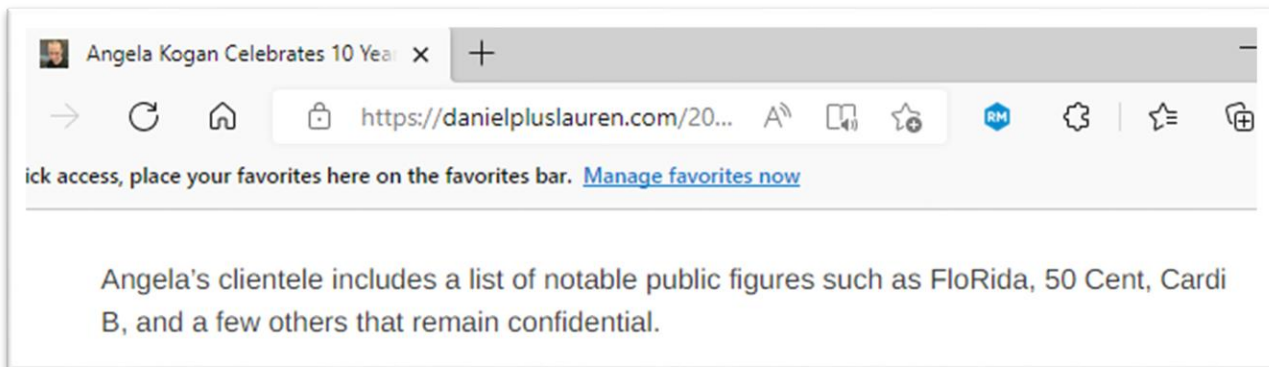 Angela Kogan Celebrates 10 Yea
https://danielpluslauren.com/20...
A
RM
ick access, place your favorites here on the favorites bar. Manage favorites now
Angela's clientele includes a list of notable public figures such as FloRida, 50 Cent, Cardi
B, and a few others that remain confidential.